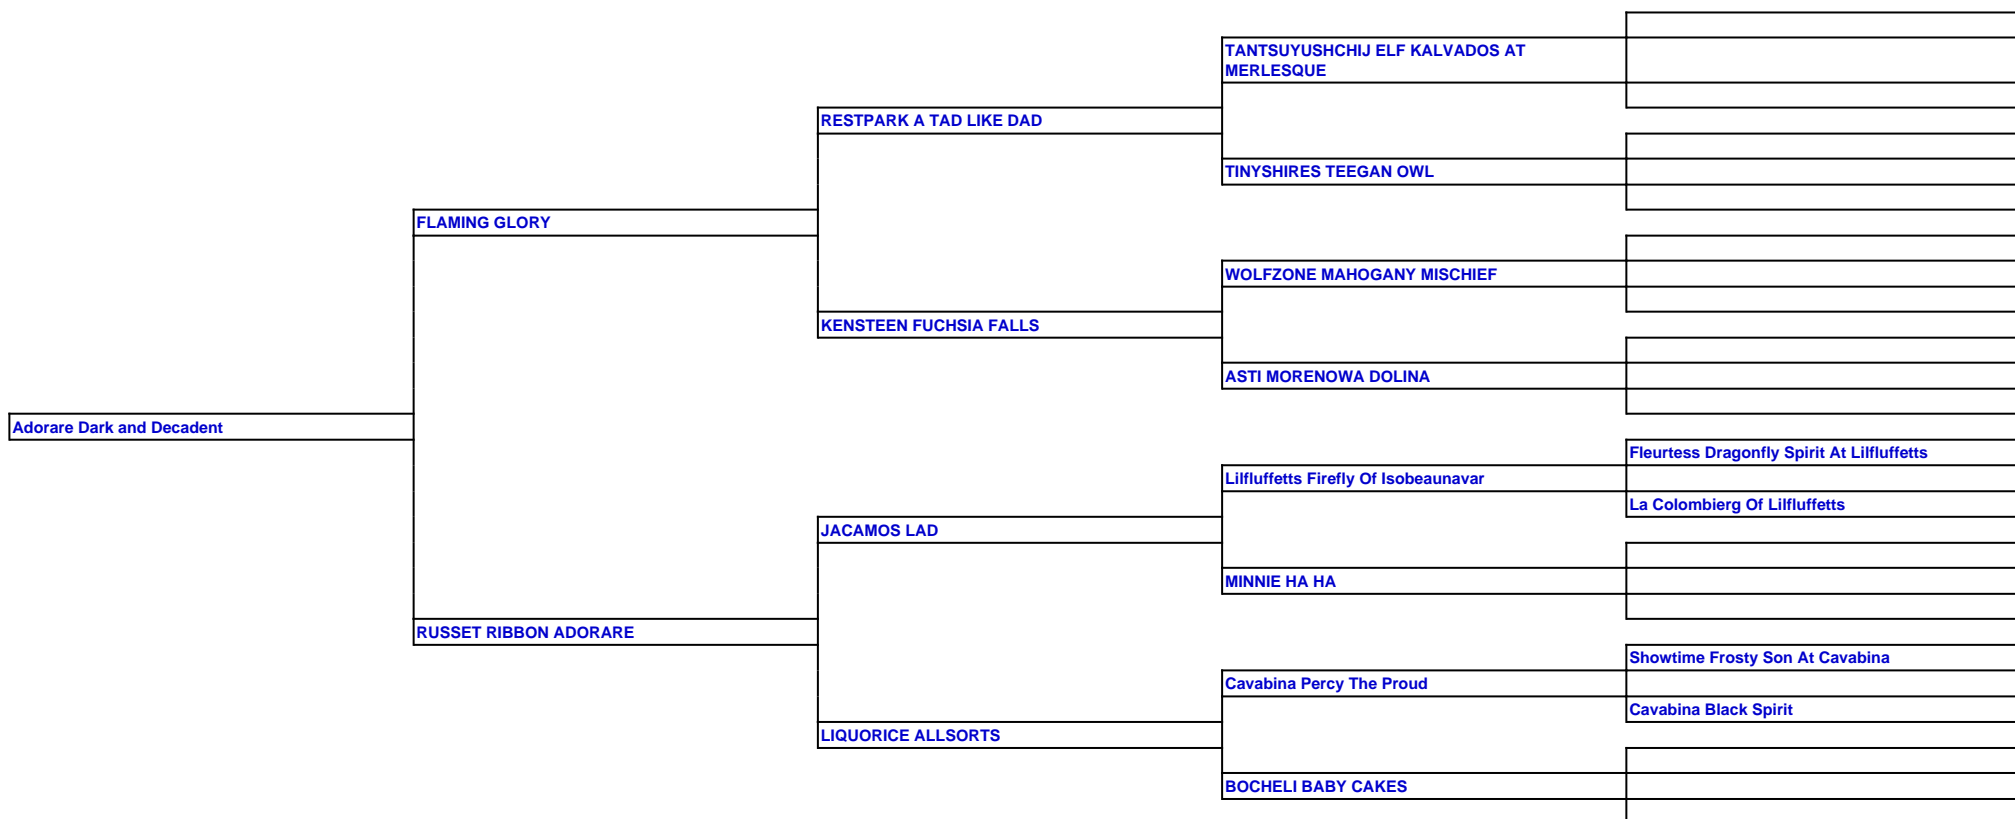 TANTSUYUSHCHIJ ELF KALVADOS AT
MERLESQUE
RESTPARK A TAD LIKE DAD
TINYSHIRES TEEGAN OWL
FLAMING GLORY
WOLFZONE MAHOGANY MISCHIEF
KENSTEEN FUCHSIA FALLS
ASTI MORENOWA DOLINA
Adorare Dark and Decadent
Fleurtess Dragonfly Spirit At Lilfluffetts
Lilfluffetts Firefly Of Isobeaunavar
La Colombierg Of Lilfluffetts
JACAMOS LAD
MINNIE HA HA
RUSSET RIBBON ADORARE
Showtime Frosty Son At Cavabina
Cavabina Percy The Proud
Cavabina Black Spirit
LIQUORICE ALLSORTS
BOCHELI BABY CAKES